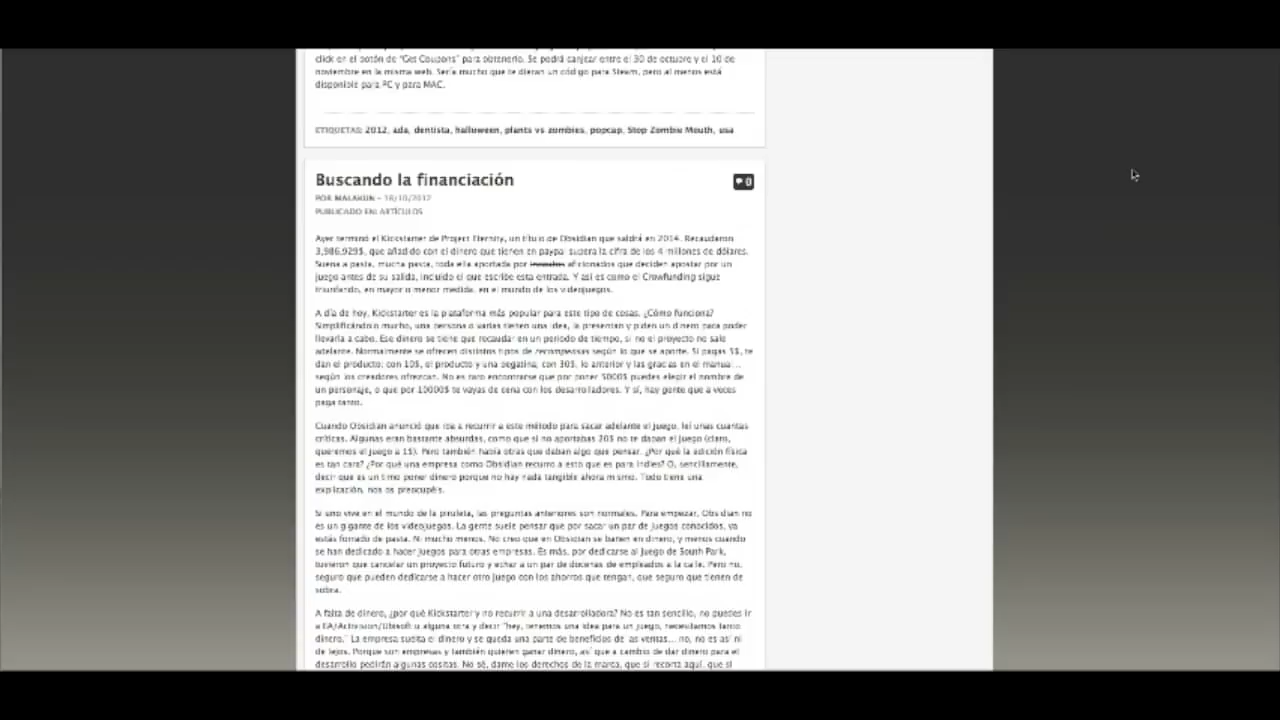 click en el botón de "Get Coupons" para obtenerlo. Se podrá canjear entre el 30 de octubre y el 10 de
noviembre en la misma web. Sería mucho que te dieran un código para Steam, pero al menos está
disponible para PC y para MAC.
ETIQUETAS: 2012, ada, dentista, halloween, plants vs zombies, popcap, Stop Zombie Mouth, usa
Buscando la financiación
0
POR MALAKUN – 18/10/2012
PUBLICADO EN: ARTÍCULOS
Ayer terminó el Kickstarter de Project Eternity, un título de Obsidian que saldrá en 2014. Recaudaron
3,986,929$, que añadido con el dinero que tienen en paypal supera la cifra de los 4 millones de dólares.
Suena a pasta, mucha pasta, toda ella aportada por aficionados que deciden apostar por un
juego antes de su salida, incluido el que escribe esta entrada. Y así es como el Crowfunding sigue
triunfando, en mayor o menor medida, en el mundo de los videojuegos.
A día de hoy, Kickstarter es la plataforma más popular para este tipo de cosas. ¿Cómo funciona?
Simplificándolo mucho, una persona o varias tienen una idea, la presentan y piden un dinero para poder
llevarla a cabo. Ese dinero se tiene que recaudar en un periodo de tiempo, si no el proyecto no sale
adelante. Normalmente se ofrecen distintos tipos de recompensas según lo que se aporte. Si pagas 5$, te
dan el producto; con 10$, el producto y una pegatina; con 30$, lo anterior y las gracias en el manual...
según los creadores ofrezcan. No es raro encontrarse que por poner 5000$ puedes elegir el nombre de
un personaje, o que por 10000$ te vayas de cena con los desarrolladores. Y sí, hay gente que a veces
paga tanto.
Cuando Obsidian anunció que iba a recurrir a este método para sacar adelante el juego, leí unas cuantas
críticas. Algunas eran bastante absurdas, como que si no aportabas 20$ no te daban el juego (claro,
queremos el juego a 1$). Pero también había otras que daban algo que pensar. ¿Por qué la edición física
es tan cara? ¿Por qué una empresa como Obsidian recurre a esto que es para indies? O, sencillamente,
decir que es un timo poner dinero porque no hay nada tangible ahora mismo. Todo tiene una
explicación, nos os preocupéis.
Si uno vive en el mundo de la piruleta, las preguntas anteriores son normales. Para empezar, Obsidian no
es un gigante de los videojuegos. La gente suele pensar que por sacar un par de juegos conocidos, ya
estás forrado de pasta. Ni mucho menos. No creo que en Obsidian se bañen en dinero, y menos cuando
se han dedicado a hacer juegos para otras empresas. Es más, por dedicarse al juego de South Park,
tuvieron que cancelar un proyecto futuro y echar a un par de docenas de empleados a la calle. Pero no,
seguro que pueden dedicarse a hacer otro juego con los ahorros que tengan, que seguro que tienen de
sobra.
A falta de dinero, ¿por qué Kickstarter y no recurrir a una desarrolladora? No es tan sencillo, no puedes ir
a EA/Activision/Ubisoft u alguna otra y decir "hey, tenemos una idea para un juego, necesitamos tanto
dinero." La empresa suelta el dinero y se queda una parte de beneficios de las ventas... no, no es así ni
de lejos. Porque son empresas y también quieren ganar dinero, así que a cambio de dar dinero para el
desarrollo pedirán algunas cositas. No sé, dame los derechos de la marca, que si recorta aquí, que si